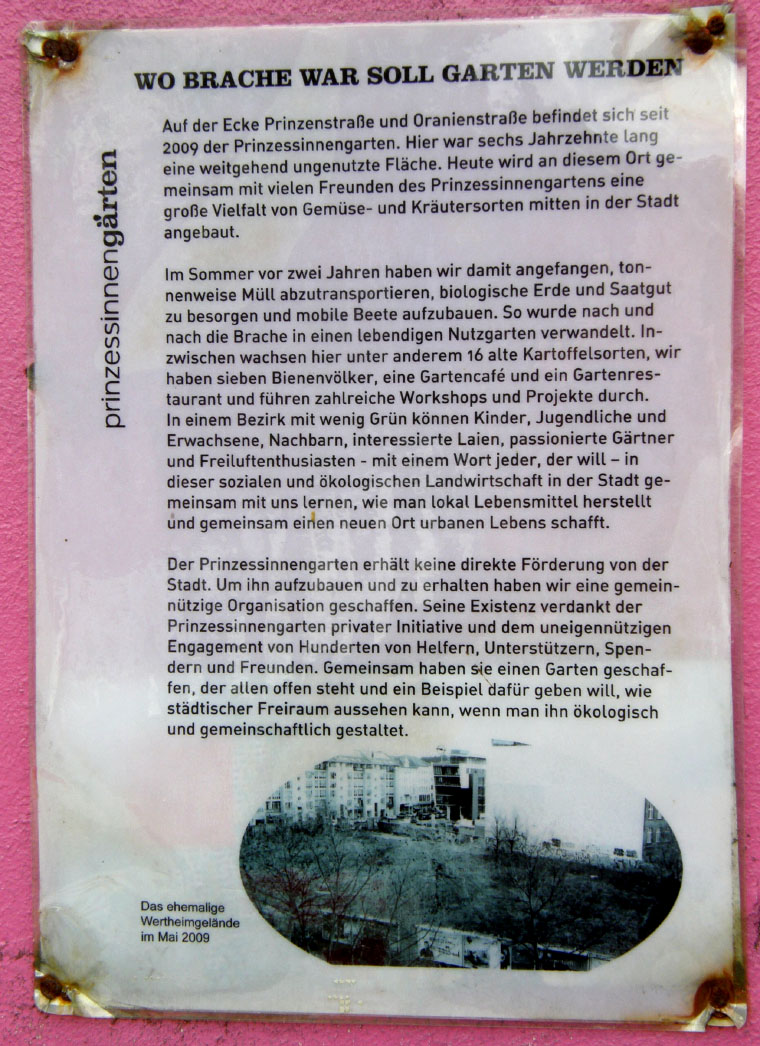 WO BRACHE WAR SOLL GARTEN WERDEN
prinzessinnengärten
Auf der Ecke Prinzenstraße und Oranienstraße befindet sich seit
2009 der Prinzessinnengarten. Hier war sechs Jahrzehnte lang
eine weitgehend ungenutzte Fläche. Heute wird an diesem Ort ge-
meinsam mit vielen Freunden des Prinzessinnengartens eine
große Vielfalt von Gemüse- und Kräutersorten mitten in der Stadt
angebaut.
Im Sommer vor zwei Jahren haben wir damit angefangen, ton-
nenweise Müll abzutransportieren, biologische Erde und Saatgut
zu besorgen und mobile Beete aufzubauen. So wurde nach und
nach die Brache in einen lebendigen Nutzgarten verwandelt. In-
zwischen wachsen hier unter anderem 16 alte Kartoffelsorten, wir
haben sieben Bienenvölker, eine Gartencafé und ein Gartenres-
taurant und führen zahlreiche Workshops und Projekte durch.
In einem Bezirk mit wenig Grün können Kinder, Jugendliche und
Erwachsene, Nachbarn, interessierte Laien, passionierte Gärtner
und Freiluftenthusiasten - mit einem Wort jeder, der will – in
dieser sozialen und ökologischen Landwirtschaft in der Stadt ge-
meinsam mit uns lernen, wie man lokal Lebensmittel herstellt
und gemeinsam einen neuen Ort urbanen Lebens schafft.
Der Prinzessinnengarten erhält keine direkte Förderung von der
Stadt. Um ihn aufzubauen und zu erhalten haben wir eine gemein-
nützige Organisation geschaffen. Seine Existenz verdankt der
Prinzessinnengarten privater Initiative und dem uneigennützigen
Engagement von Hunderten von Helfern, Unterstützern, Spen-
dern und Freunden. Gemeinsam haben sie einen Garten geschaf-
fen, der allen offen steht und ein Beispiel dafür geben will, wie
städtischer Freiraum aussehen kann, wenn man ihn ökologisch
und gemeinschaftlich gestaltet.
Das ehemalige
Wertheimgelände
im Mai 2009